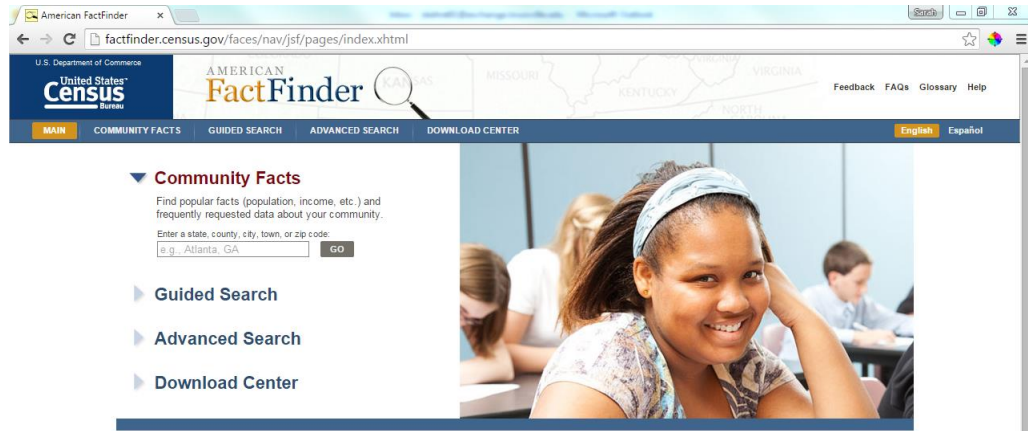 American FactFinder
Sarah
factfinder.census.gov/faces/nav/jsf/pages/index.xhtml
U.S. Department of Commerce
United States™
Census
Bureau
AMERICAN
FactFinder
KANSAS
MISSOURI
KENTUCKY
VIRGINIA
VIRGINIA
NORTH
Feedback FAQs Glossary Help
MAIN COMMUNITY FACTS GUIDED SEARCH ADVANCED SEARCH DOWNLOAD CENTER English Español
Community Facts
Find popular facts (population, income, etc.) and
frequently requested data about your community.
Enter a state, county, city, town, or zip code:
e.g., Atlanta, GA GO
Guided Search
Advanced Search
Download Center